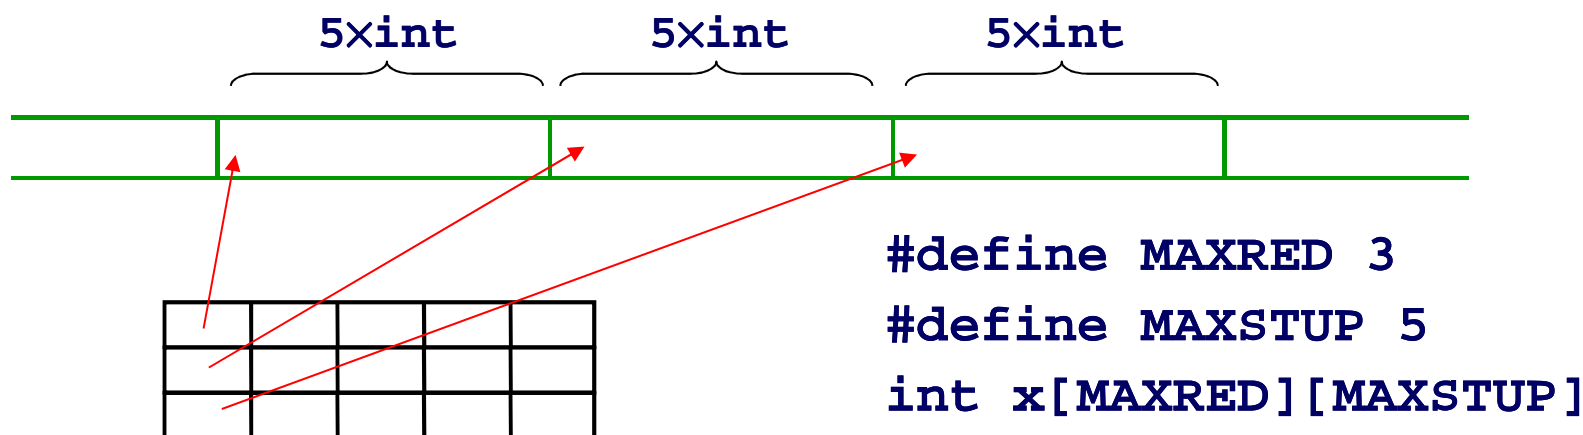 5×int 5×int 5×int
#define MAXRED 3
#define MAXSTUP 5
int x[MAXRED][MAXSTUP]